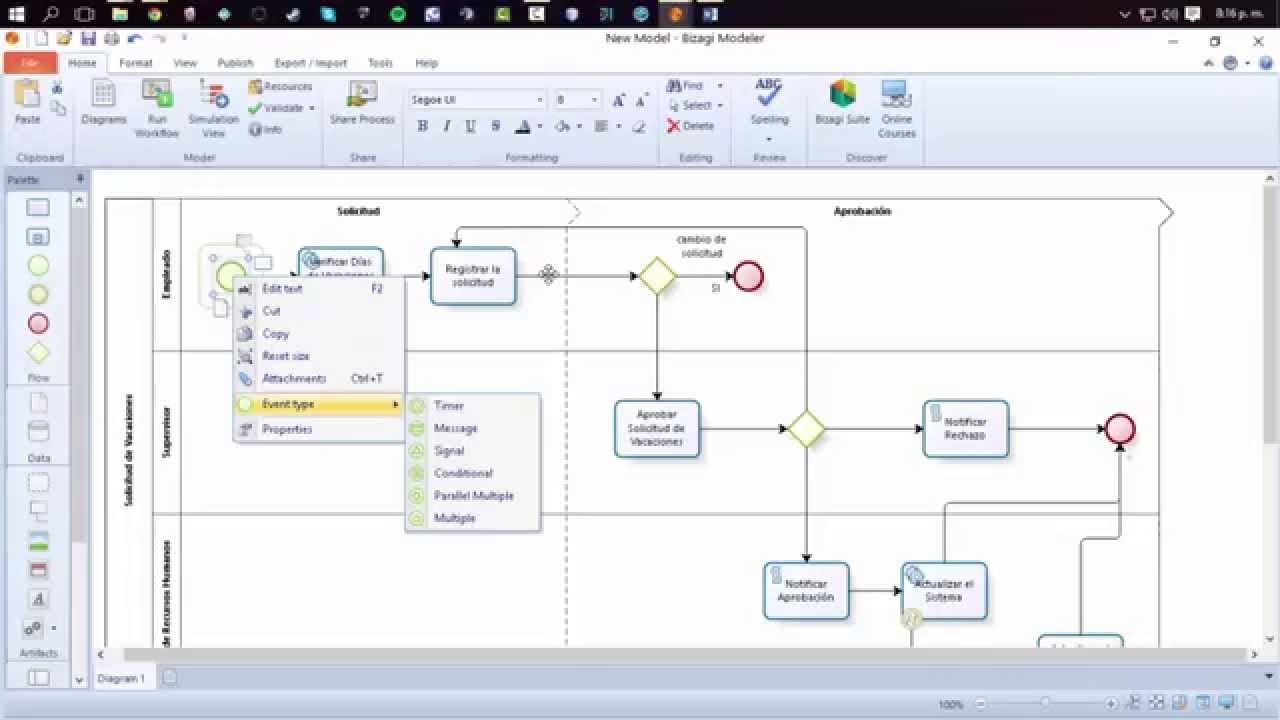 8:16 p.m.
New Model - Bizagi Modeler
File Home Format View Publish Export / Import Tools Help
Paste
Diagrams
Run Workflow
Simulation View
Resources
Validate
Info
Share Process
Segoe UI 8
B I U S A
Find
Select
Delete
ABC
Spelling
Bizagi Suite
Online Courses
Clipboard Model Share Formatting Editing Review Discover
Palette
Flow
Data
Artifacts
Solicitud Aprobación
Solicitud de Vacaciones
Empleado
Supervisor
de Recursos Humanos
Verificar Días
de Vacaciones
Registrar la
solicitud
cambio de
solicitud
SI
Edit text F2
Cut
Copy
Reset size
Attachments Ctrl+T
Event type
Properties
Timer
Message
Signal
Conditional
Parallel Multiple
Multiple
Aprobar
Solicitud de
Vacaciones
Notificar
Rechazo
Notificar
Aprobación
Actualizar el
Sistema
Diagram 1
100%